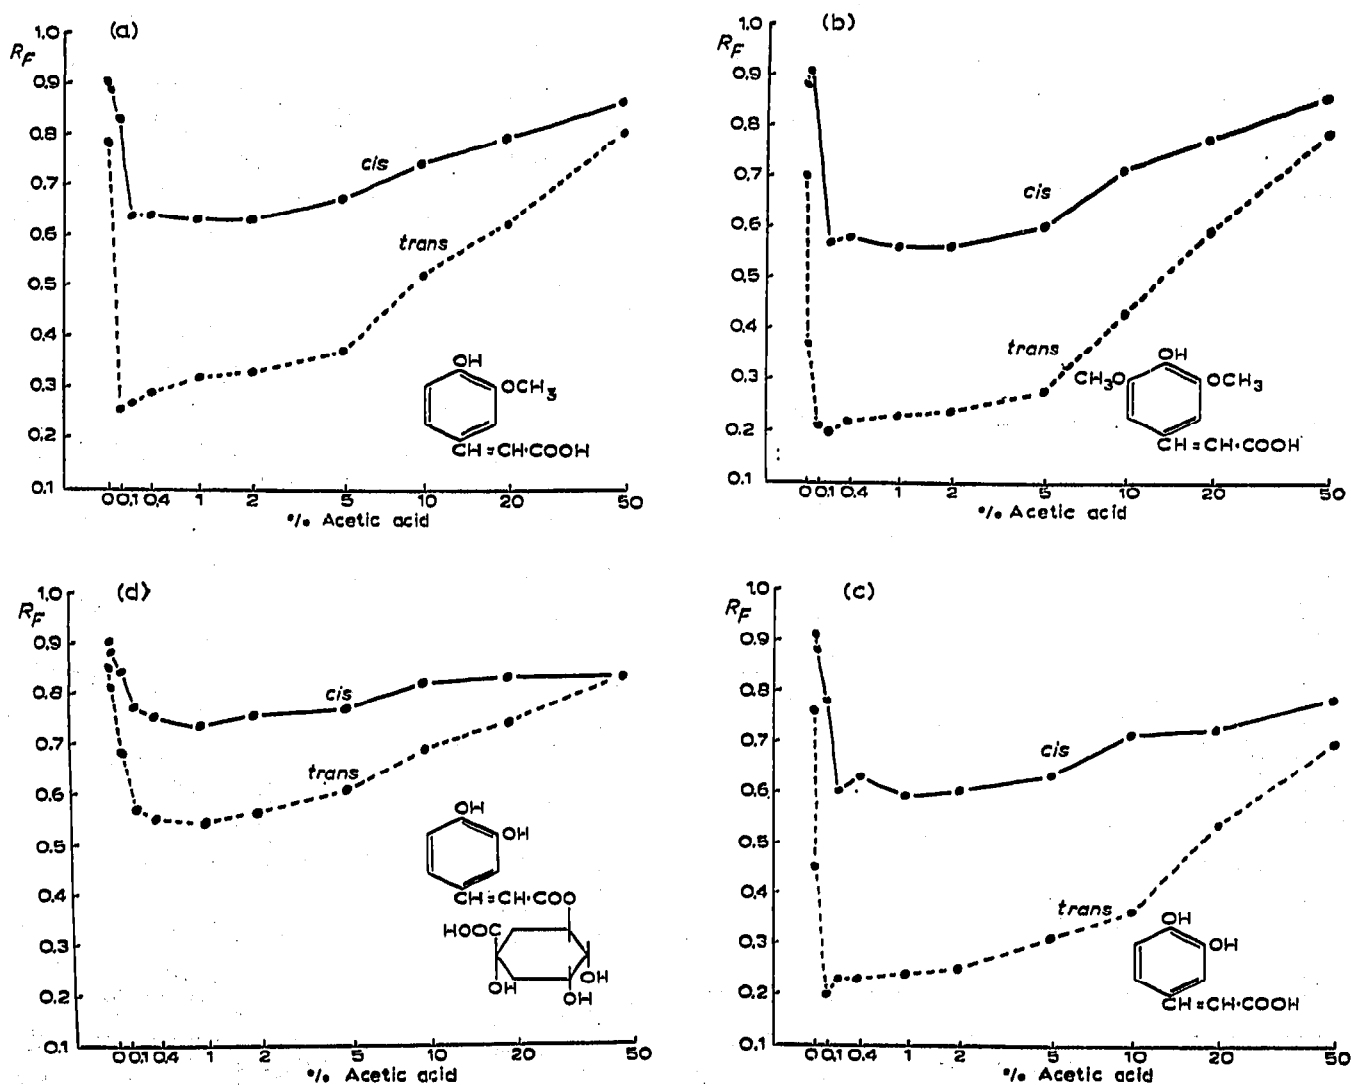 (a)
R_F
1.0
0.9
0.8
0.7
0.6
0.5
0.4
0.3
0.2
0.1
cis
trans
OH
OCH₃
CH=CH·COOH
0 0.1 0.4 1 2 5 10 20 50
% Acetic acid
(b)
R_F
1.0
0.9
0.8
0.7
0.6
0.5
0.4
0.3
0.2
0.1
cis
trans
OH
CH₃O OCH₃
CH=CH·COOH
0 0.1 0.4 1 2 5 10 20 50
% Acetic acid
(d)
R_F
1.0
0.9
0.8
0.7
0.6
0.5
0.4
0.3
0.2
0.1
cis
trans
OH
OH
CH=CH·COO
HOOC
OH OH
OH
0 0.1 0.4 1 2 5 10 20 50
% Acetic acid
(c)
R_F
1.0
0.9
0.8
0.7
0.6
0.5
0.4
0.3
0.2
0.1
cis
trans
OH
OH
CH=CH·COOH
0 0.1 0.4 1 2 5 10 20 50
% Acetic acid